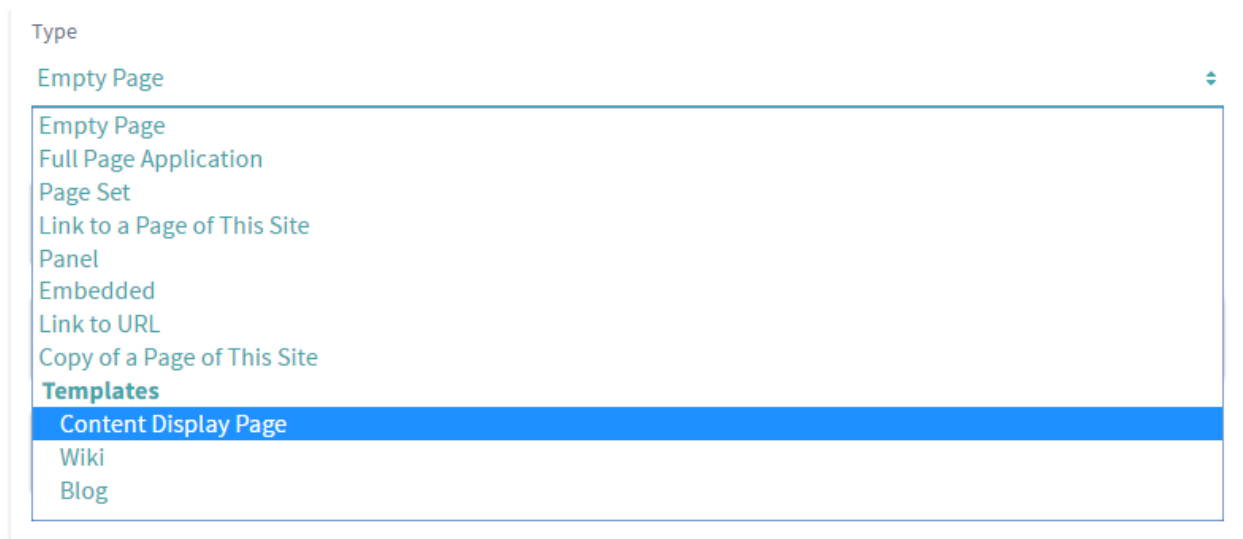 Type
Empty Page
Empty Page
Full Page Application
Page Set
Link to a Page of This Site
Panel
Embedded
Link to URL
Copy of a Page of This Site
Templates
Content Display Page
Wiki
Blog